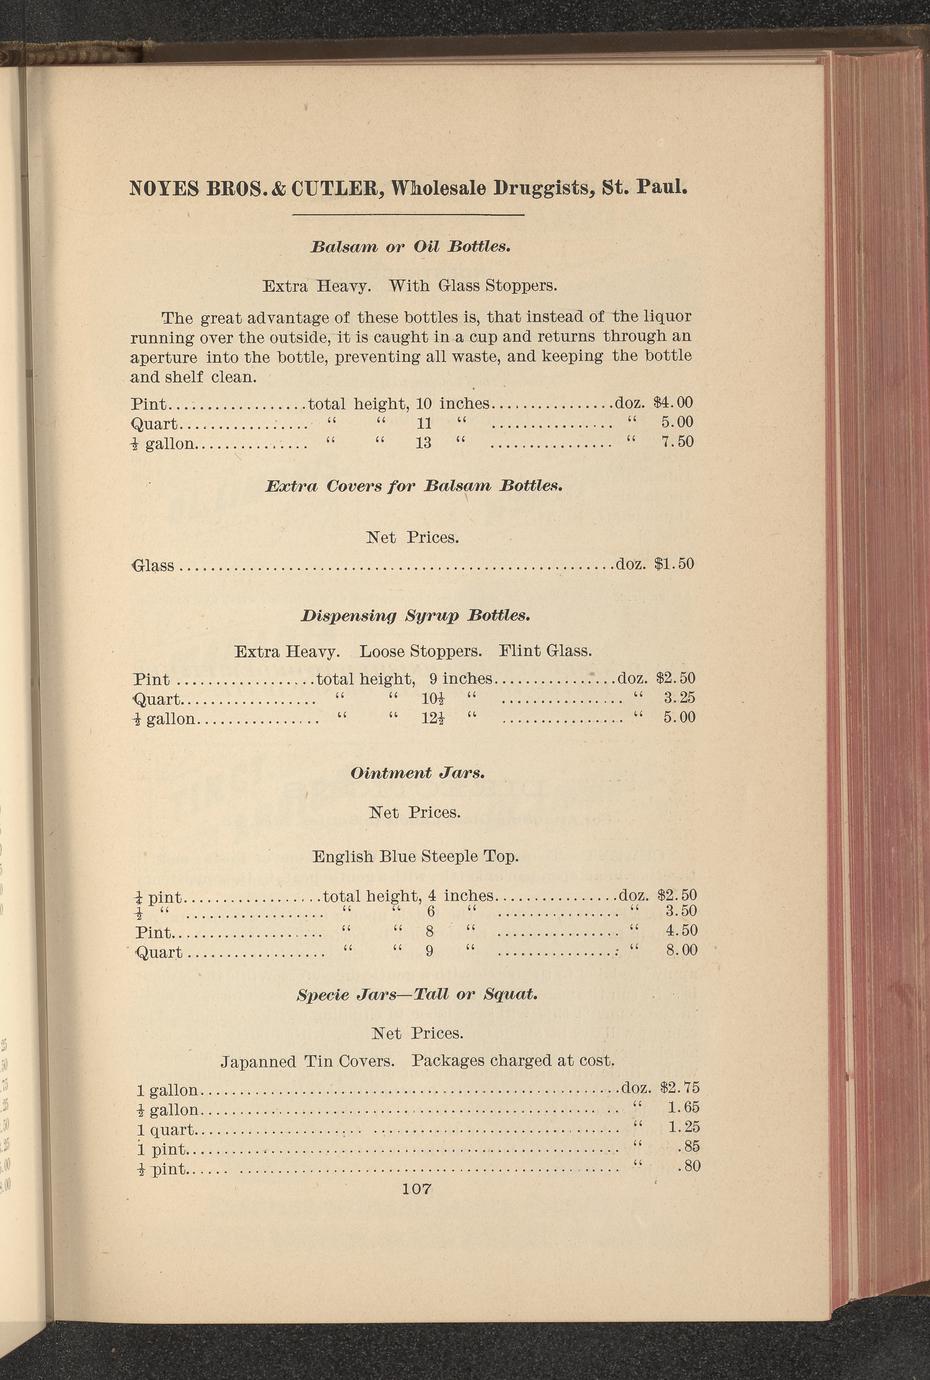 NOYES BROS. & CUTLER, Wholesale Druggists, St. Paul.
Balsam or Oil Bottles.
Extra Heavy. With Glass Stoppers.
The great advantage of these bottles is, that instead of the liquor
running over the outside, it is caught in a cup and returns through an
aperture into the bottle, preventing all waste, and keeping the bottle
and shelf clean.
Pint.................total height, 10 inches...............doz. $4.00
Quart................ “ “ 11 “ ............... “ 5.00
½ gallon.............. “ “ 13 “ ............... “ 7.50
Extra Covers for Balsam Bottles.
Net Prices.
Glass ........................................................doz. $1.50
Dispensing Syrup Bottles.
Extra Heavy. Loose Stoppers. Flint Glass.
Pint .................total height, 9 inches...............doz. $2.50
Quart................. “ “ 10½ “ ............... “ 3.25
½ gallon............... “ “ 12½ “ ............... “ 5.00
Ointment Jars.
Net Prices.
English Blue Steeple Top.
¼ pint.................total height, 4 inches...............doz. $2.50
½ “ ................. “ “ 6 “ ............... “ 3.50
Pint................... “ “ 8 “ ............... “ 4.50
Quart ................. “ “ 9 “ ............... “ 8.00
Specie Jars—Tall or Squat.
Net Prices.
Japanned Tin Covers. Packages charged at cost.
1 gallon......................................................doz. $2.75
½ gallon...................................................... “ 1.65
1 quart....................................................... “ 1.25
1 pint........................................................ “ .85
½ pint........................................................ “ .80
107